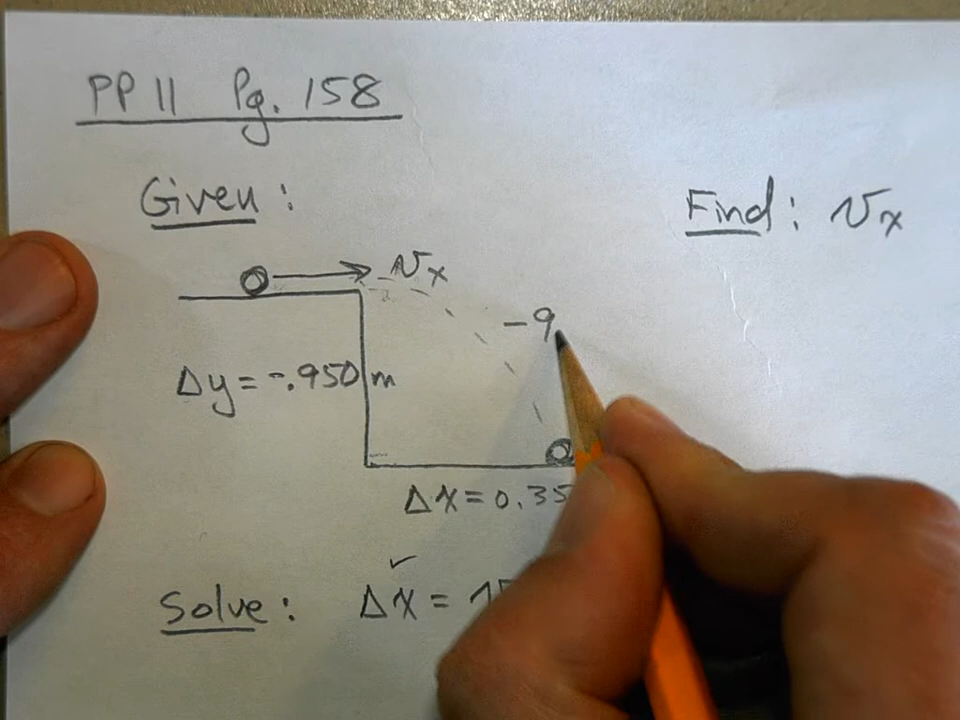 PP 11 Pg. 158
Given:
Find: Vx
Vx
-9
Δy = -.950 m
Δx = 0.35
Solve: Δx =